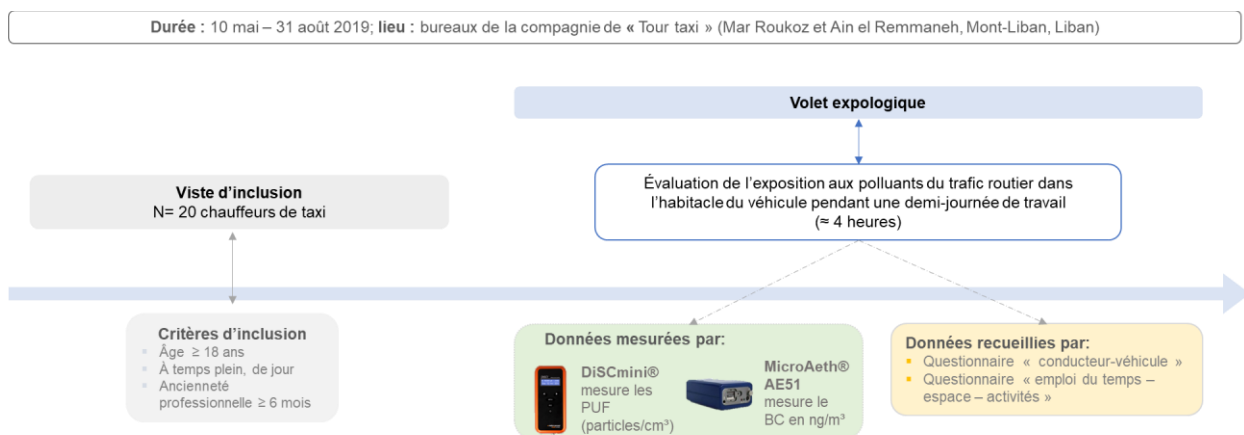 Durée : 10 mai – 31 août 2019; lieu : bureaux de la compagnie de « Tour taxi » (Mar Roukoz et Ain el Remmaneh, Mont-Liban, Liban)
Volet expologique
Viste d’inclusion
N= 20 chauffeurs de taxi
Évaluation de l’exposition aux polluants du trafic routier dans
l’habitacle du véhicule pendant une demi-journée de travail
(≈ 4 heures)
Critères d’inclusion
Âge ≥ 18 ans
À temps plein, de jour
Ancienneté
professionnelle ≥ 6 mois
Données mesurées par:
DiSCmini®
mesure les
PUF
(particles/cm³)
MicroAeth®
AE51
mesure le
BC en ng/m³
Données recueillies par:
Questionnaire « conducteur-véhicule »
Questionnaire « emploi du temps –
espace – activités »